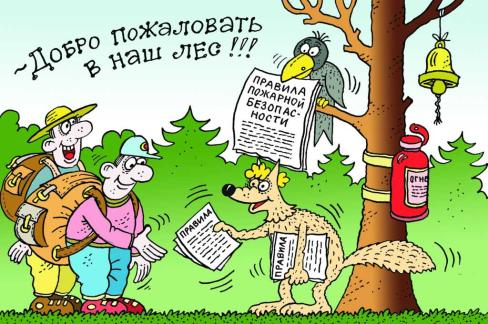 ~Добро пожаловать
в наш лес!!!
ПРАВИЛА
ПОЖАРНОЙ
БЕЗОПАС-
НОСТИ
ОГНЕ
ПРАВИЛА
ПРАВИЛА